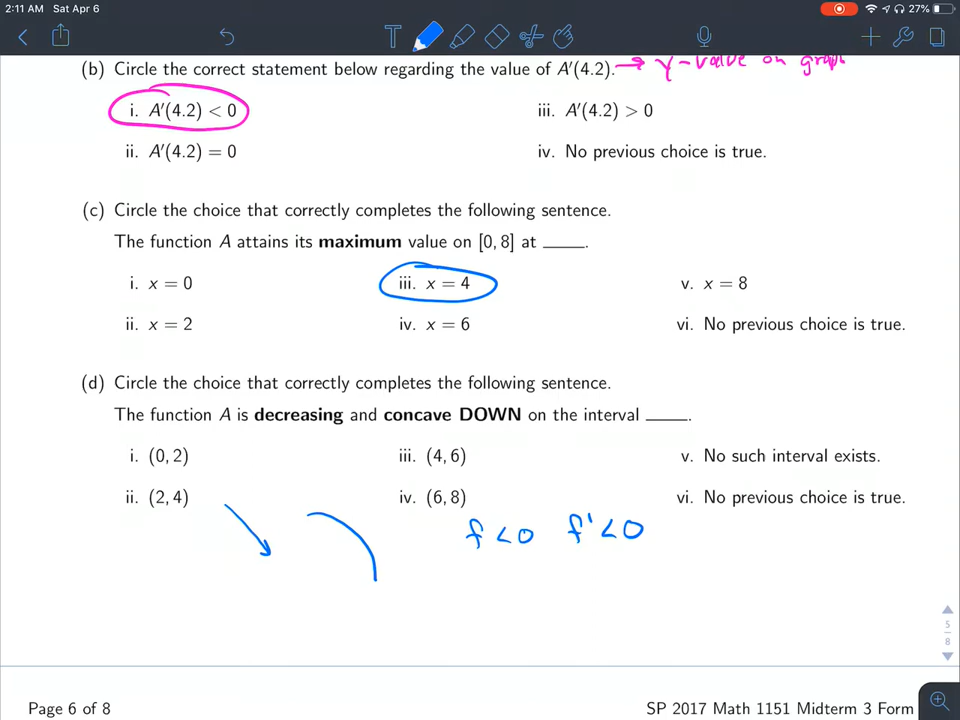 2:11 AM Sat Apr 6 27%
T
(b) Circle the correct statement below regarding the value of A′(4.2). → y-value on graph
i. A′(4.2) < 0 iii. A′(4.2) > 0
ii. A′(4.2) = 0 iv. No previous choice is true.
(c) Circle the choice that correctly completes the following sentence.
The function A attains its maximum value on [0, 8] at _____.
i. x = 0 iii. x = 4 v. x = 8
ii. x = 2 iv. x = 6 vi. No previous choice is true.
(d) Circle the choice that correctly completes the following sentence.
The function A is decreasing and concave DOWN on the interval _____.
i. (0, 2) iii. (4, 6) v. No such interval exists.
ii. (2, 4) iv. (6, 8) vi. No previous choice is true.
f < 0 f′ < 0
5
8
Page 6 of 8 SP 2017 Math 1151 Midterm 3 Form